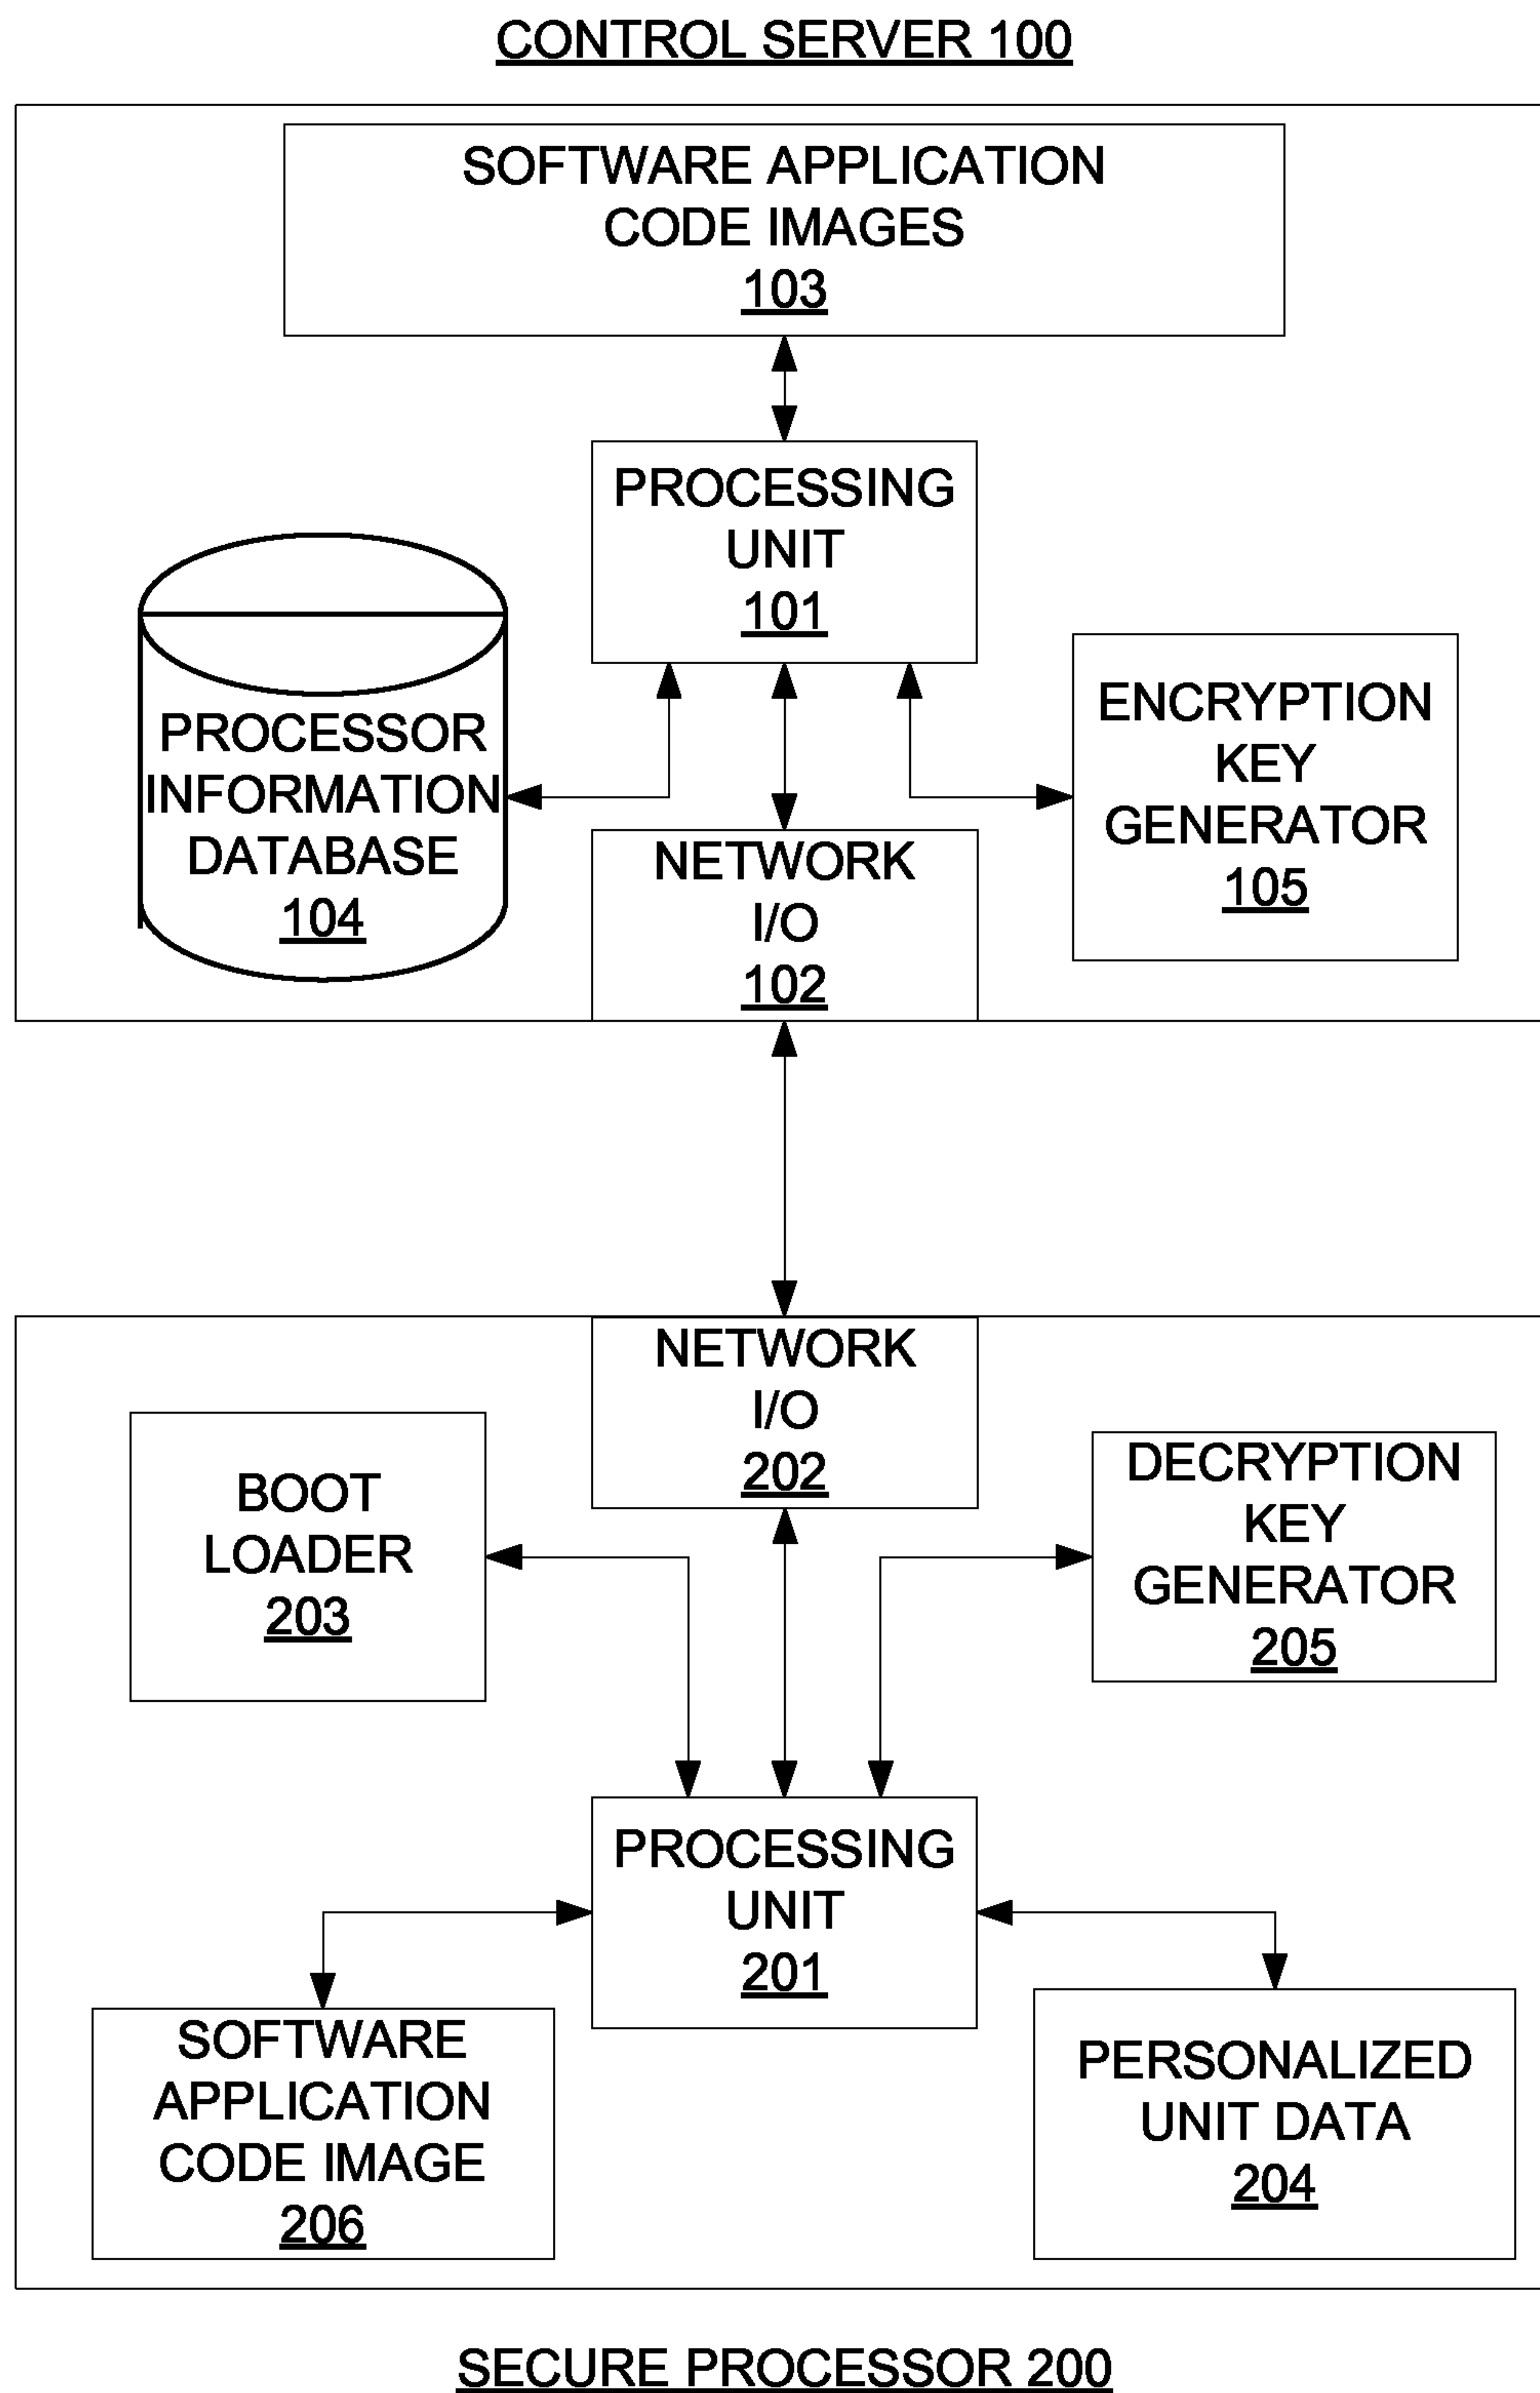 CONTROL SERVER 100
SOFTWARE APPLICATION
CODE IMAGES
103
PROCESSING
UNIT
101
PROCESSOR
INFORMATION
DATABASE
104
ENCRYPTION
KEY
GENERATOR
105
NETWORK
I/O
102
NETWORK
I/O
202
BOOT
LOADER
203
DECRYPTION
KEY
GENERATOR
205
PROCESSING
UNIT
201
SOFTWARE
APPLICATION
CODE IMAGE
206
PERSONALIZED
UNIT DATA
204
SECURE PROCESSOR 200